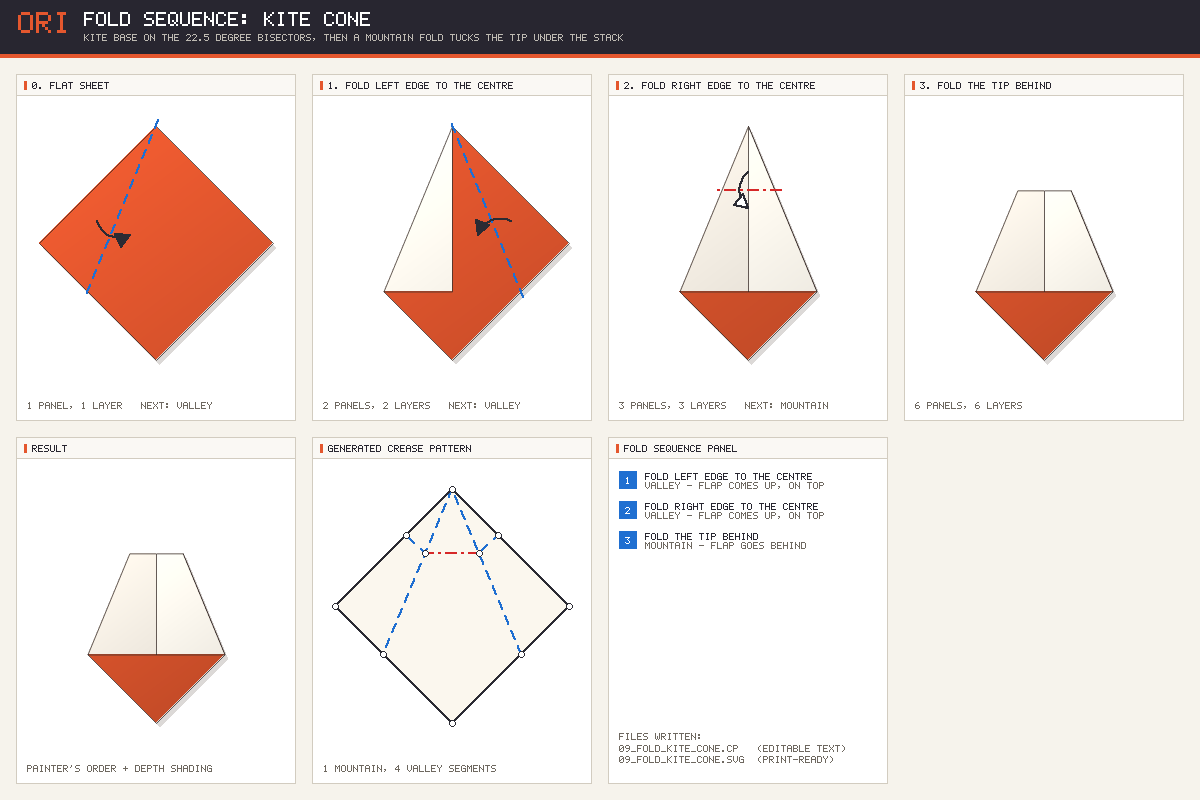 ORI
FOLD SEQUENCE: KITE CONE
KITE BASE ON THE 22.5 DEGREE BISECTORS, THEN A MOUNTAIN FOLD TUCKS THE TIP UNDER THE STACK
0. FLAT SHEET
1 PANEL, 1 LAYER NEXT: VALLEY
1. FOLD LEFT EDGE TO THE CENTRE
2 PANELS, 2 LAYERS NEXT: VALLEY
2. FOLD RIGHT EDGE TO THE CENTRE
3 PANELS, 3 LAYERS NEXT: MOUNTAIN
3. FOLD THE TIP BEHIND
6 PANELS, 6 LAYERS
RESULT
PAINTER'S ORDER + DEPTH SHADING
GENERATED CREASE PATTERN
1 MOUNTAIN, 4 VALLEY SEGMENTS
FOLD SEQUENCE PANEL
1 FOLD LEFT EDGE TO THE CENTRE
VALLEY - FLAP COMES UP, ON TOP
2 FOLD RIGHT EDGE TO THE CENTRE
VALLEY - FLAP COMES UP, ON TOP
3 FOLD THE TIP BEHIND
MOUNTAIN - FLAP GOES BEHIND
FILES WRITTEN:
09_FOLD_KITE_CONE.CP (EDITABLE TEXT)
09_FOLD_KITE_CONE.SVG (PRINT-READY)